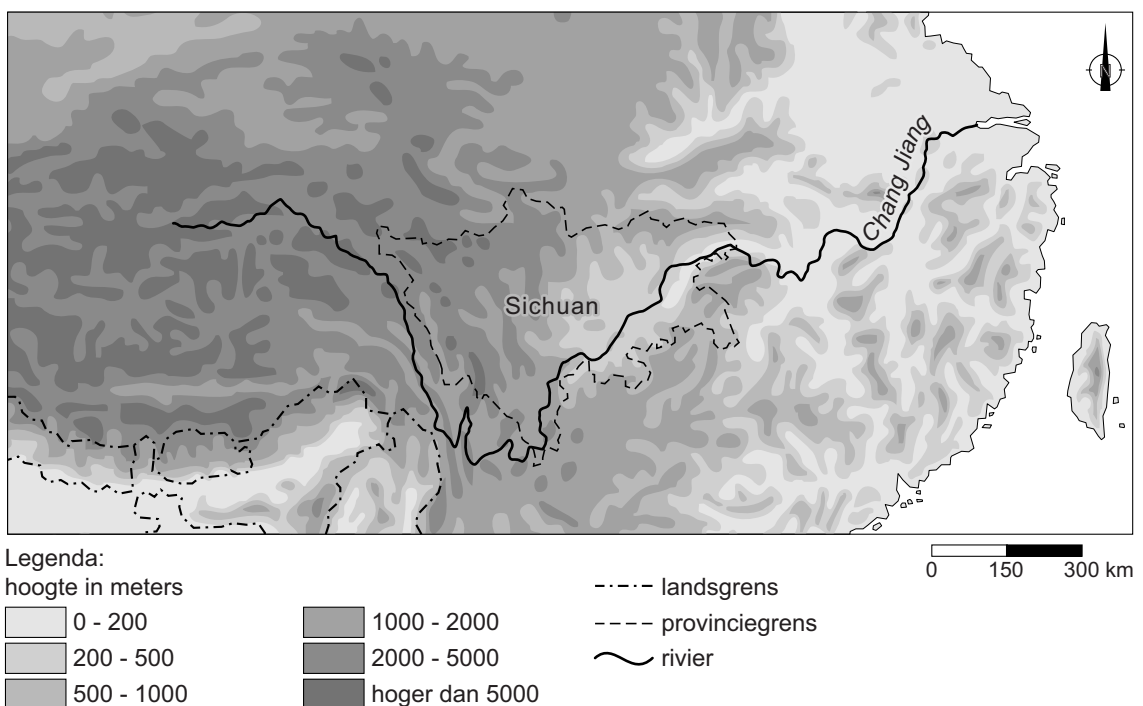 N
Chang Jiang
Sichuan
Legenda:
hoogte in meters
0 - 200
200 - 500
500 - 1000
1000 - 2000
2000 - 5000
hoger dan 5000
landsgrens
provinciegrens
rivier
0 150 300 km